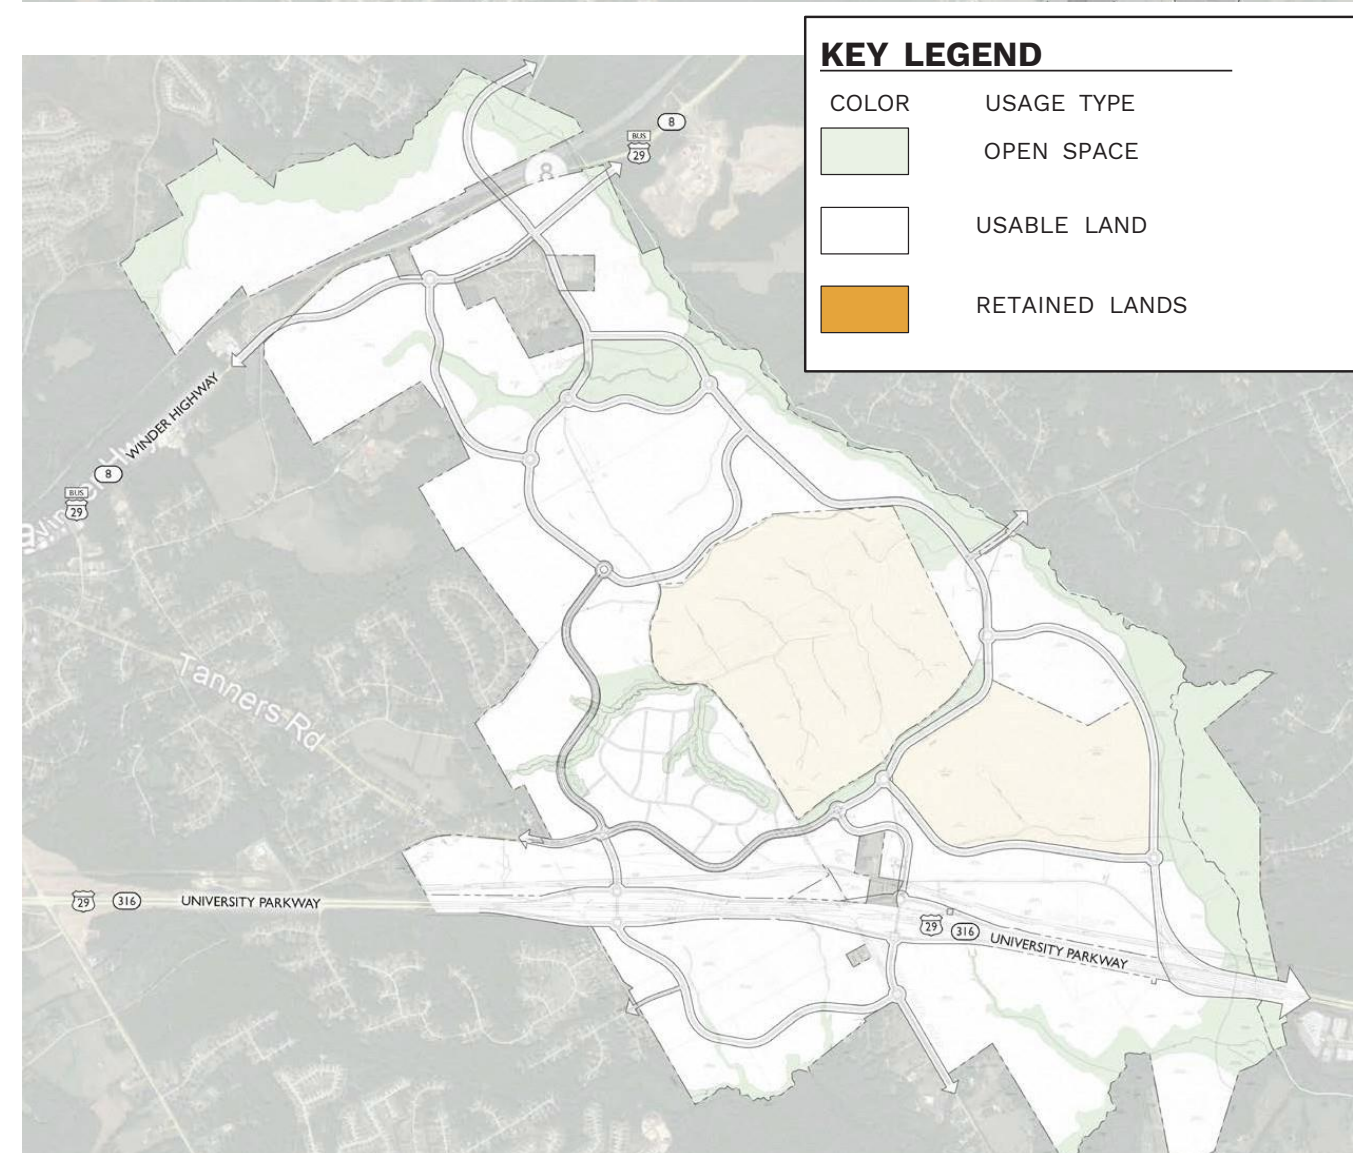 KEY LEGEND
COLOR USAGE TYPE
OPEN SPACE
USABLE LAND
RETAINED LANDS
8
BUS
29
8
WINDER HIGHWAY
8
BUS
29
Tanners Rd
29 316 UNIVERSITY PARKWAY
29 316 UNIVERSITY PARKWAY